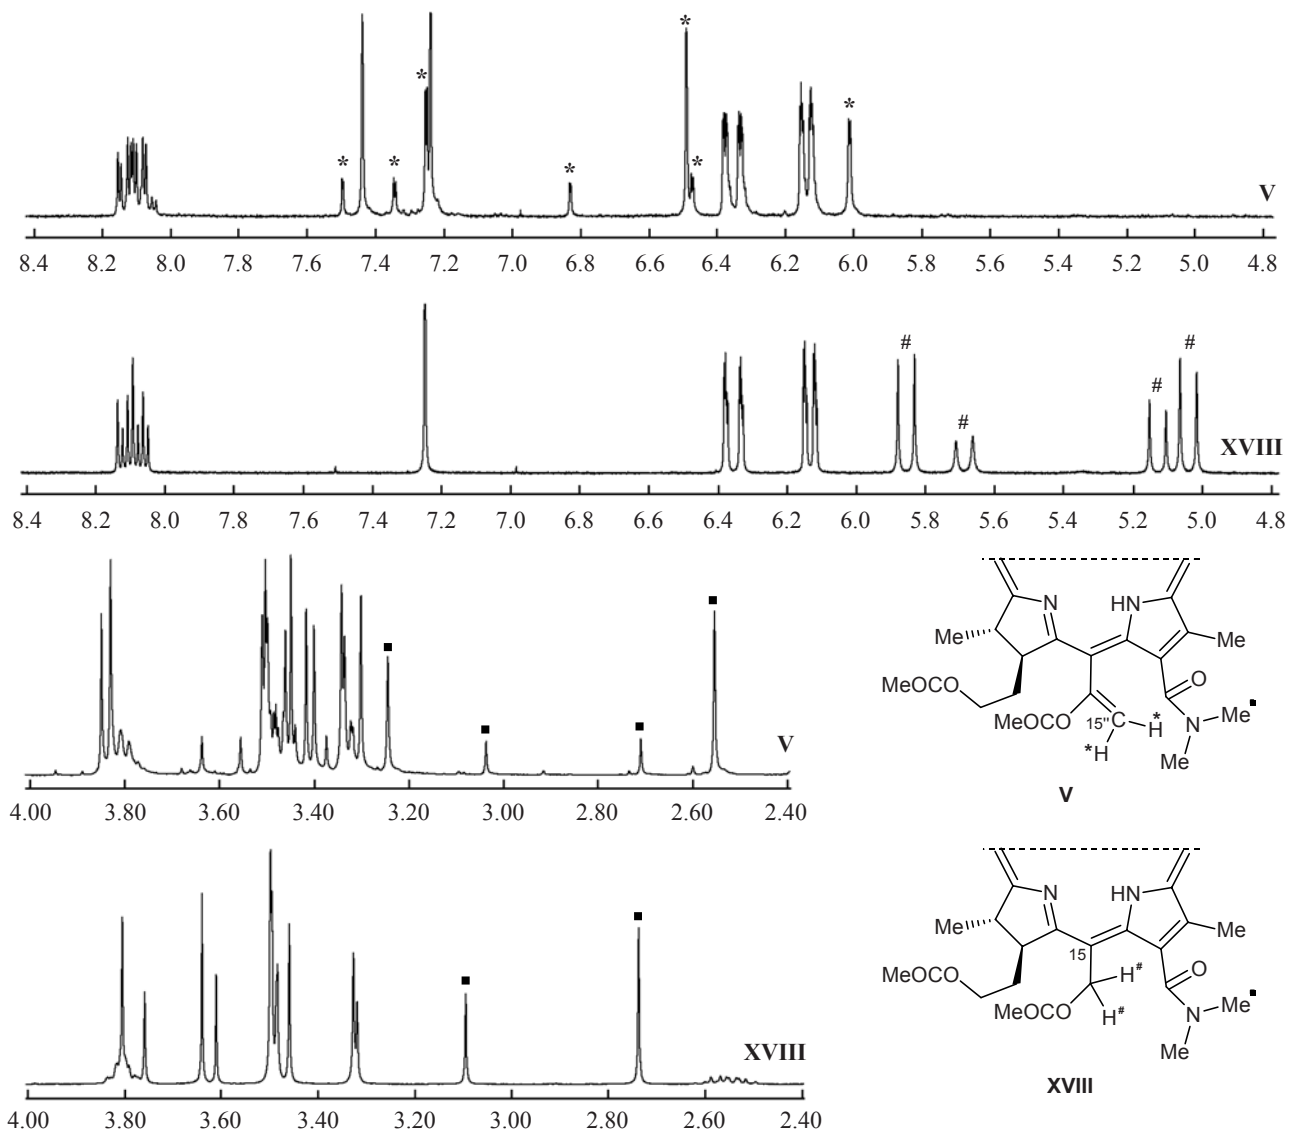 * * * * * * * *
V
8.4 8.2 8.0 7.8 7.6 7.4 7.2 7.0 6.8 6.6 6.4 6.2 6.0 5.8 5.6 5.4 5.2 5.0 4.8
# # # #
XVIII
8.4 8.2 8.0 7.8 7.6 7.4 7.2 7.0 6.8 6.6 6.4 6.2 6.0 5.8 5.6 5.4 5.2 5.0 4.8
V
4.00 3.80 3.60 3.40 3.20 3.00 2.80 2.60 2.40
N HN
Me Me
MeOCO O
MeOCO 15'' C H* N Me
*H Me
V
XVIII
4.00 3.80 3.60 3.40 3.20 3.00 2.80 2.60 2.40
N HN
Me Me
15
MeOCO H# O
MeOCO H# N Me
Me
XVIII